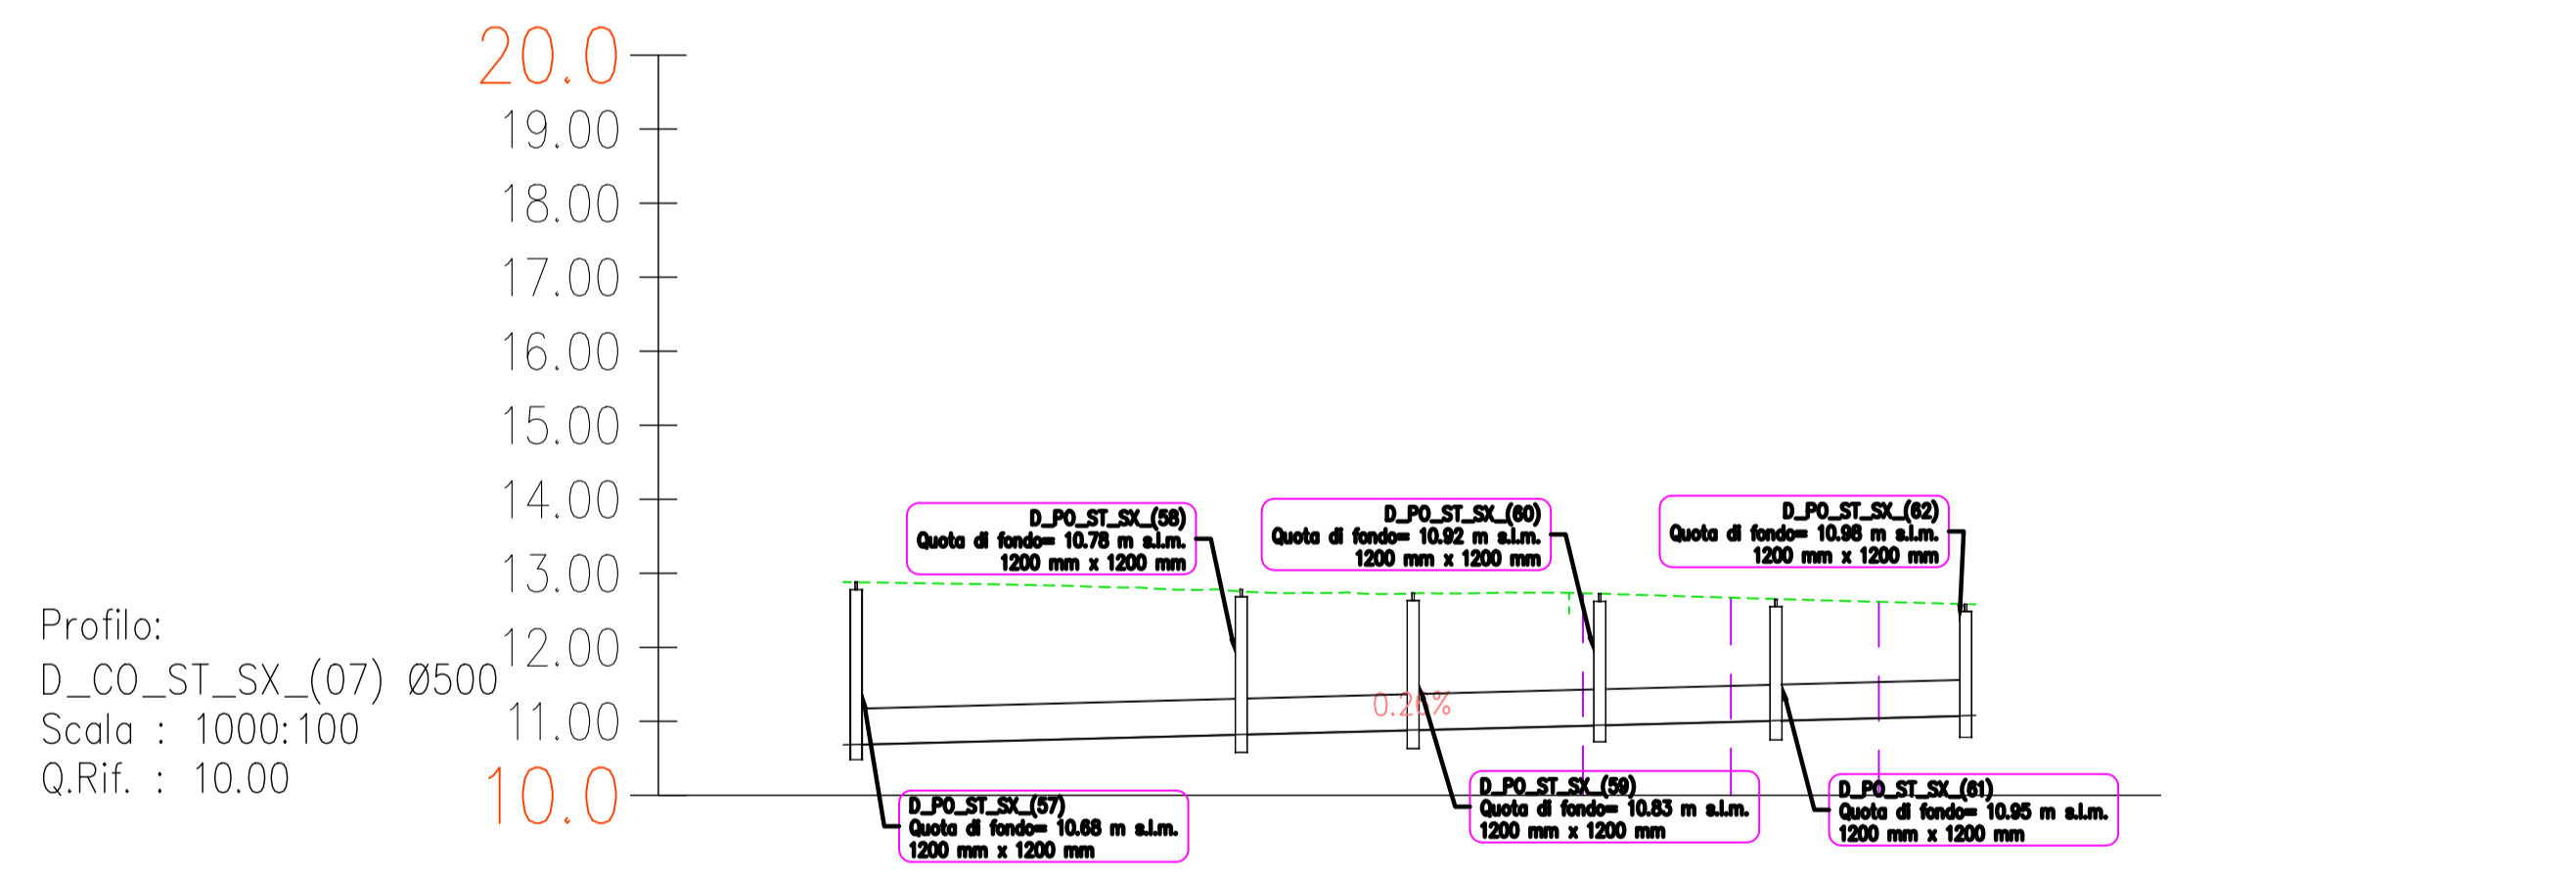 20.0
19.00
18.00
17.00
16.00
15.00
14.00
13.00
12.00
11.00
10.0
Profilo:
D_CO_ST_SX_(07) Ø500
Scala : 1000:100
Q.Rif. : 10.00
D_PO_ST_SX_(58)
Quota di fondo= 10.78 m s.l.m.
1200 mm x 1200 mm
D_PO_ST_SX_(60)
Quota di fondo= 10.92 m s.l.m.
1200 mm x 1200 mm
D_PO_ST_SX_(62)
Quota di fondo= 10.98 m s.l.m.
1200 mm x 1200 mm
0.26%
D_PO_ST_SX_(57)
Quota di fondo= 10.68 m s.l.m.
1200 mm x 1200 mm
D_PO_ST_SX_(59)
Quota di fondo= 10.83 m s.l.m.
1200 mm x 1200 mm
D_PO_ST_SX_(61)
Quota di fondo= 10.95 m s.l.m.
1200 mm x 1200 mm